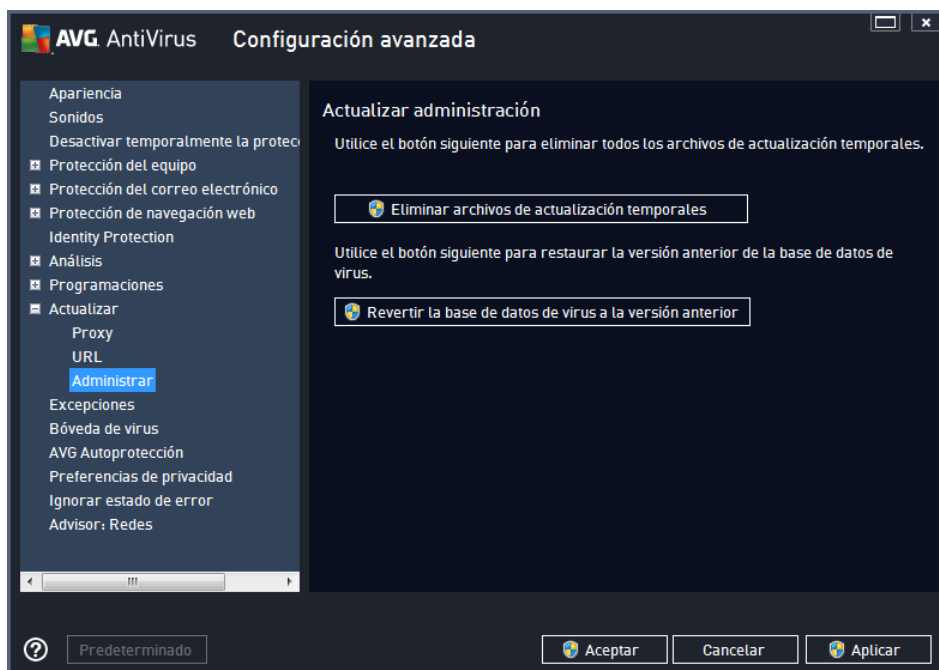 AVG. AntiVirus Configuración avanzada
Apariencia
Sonidos
Desactivar temporalmente la protec
Protección del equipo
Protección del correo electrónico
Protección de navegación web
Identity Protection
Análisis
Programaciones
Actualizar
Proxy
URL
Administrar
Excepciones
Bóveda de virus
AVG Autoprotección
Preferencias de privacidad
Ignorar estado de error
Advisor: Redes
Actualizar administración
Utilice el botón siguiente para eliminar todos los archivos de actualización temporales.
Eliminar archivos de actualización temporales
Utilice el botón siguiente para restaurar la versión anterior de la base de datos de
virus.
Revertir la base de datos de virus a la versión anterior
? Predeterminado Aceptar Cancelar Aplicar